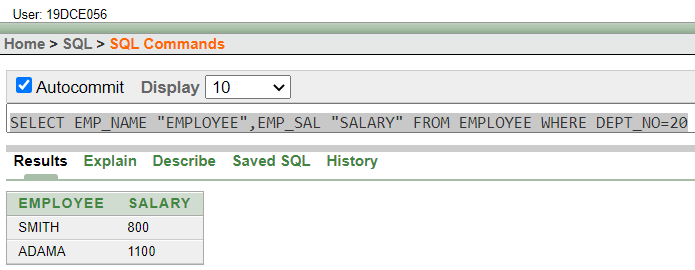 User: 19DCE056
Home > SQL > SQL Commands
Autocommit Display 10
SELECT EMP_NAME "EMPLOYEE",EMP_SAL "SALARY" FROM EMPLOYEE WHERE DEPT_NO=20
Results Explain Describe Saved SQL History
EMPLOYEE SALARY
SMITH 800
ADAMA 1100